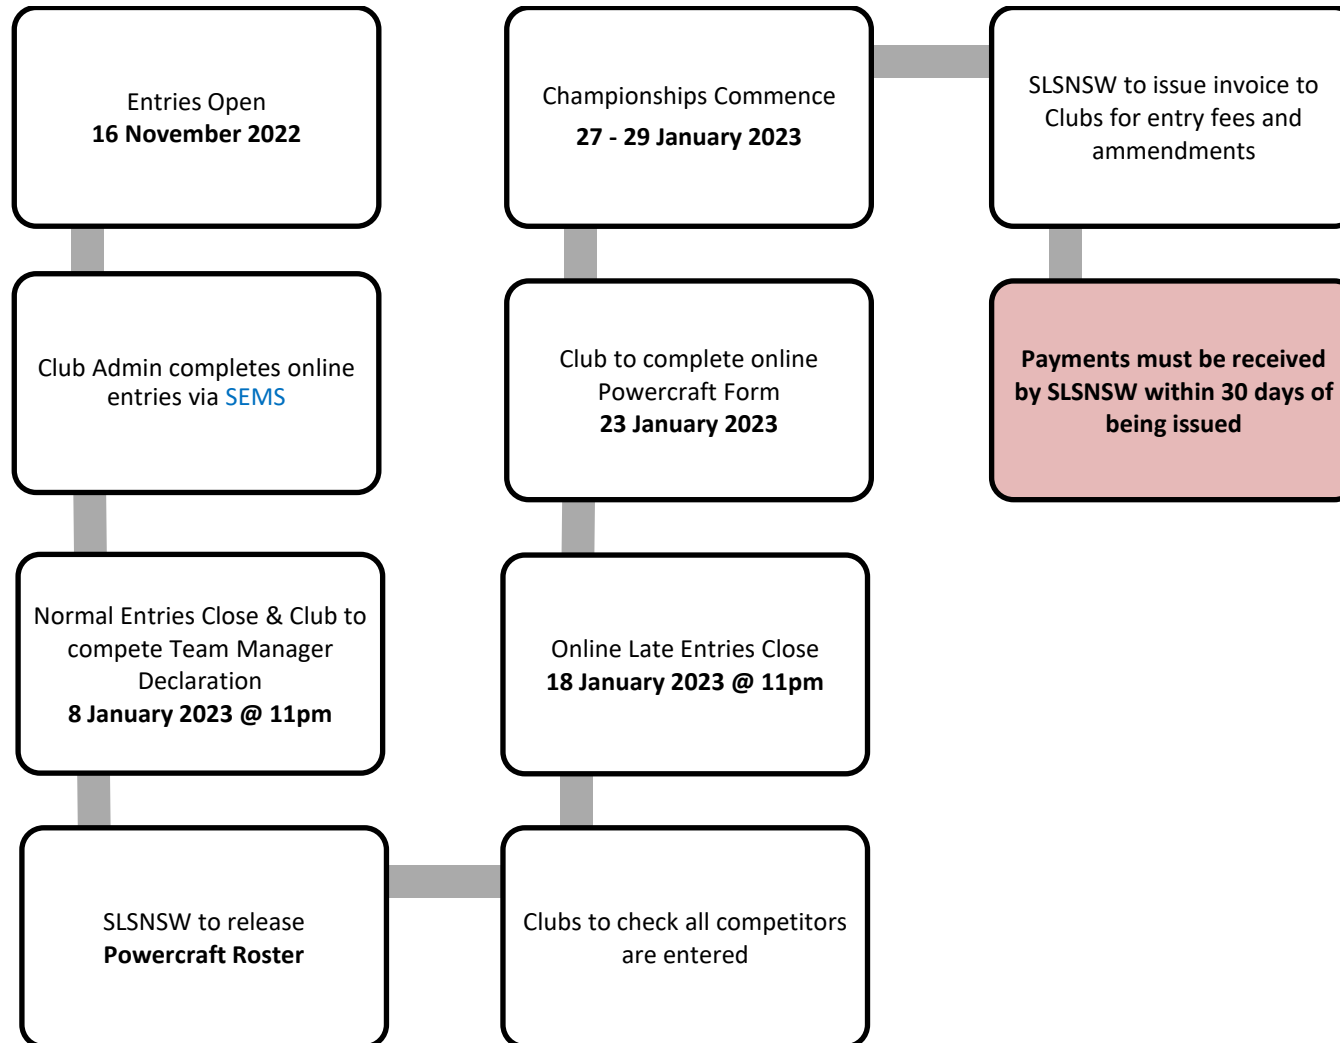 Entries Open
16 November 2022
Club Admin completes online
entries via SEMS
Normal Entries Close & Club to
compete Team Manager
Declaration
8 January 2023 @ 11pm
SLSNSW to release
Powercraft Roster
Clubs to check all competitors
are entered
Online Late Entries Close
18 January 2023 @ 11pm
Club to complete online
Powercraft Form
23 January 2023
Championships Commence
27 - 29 January 2023
SLSNSW to issue invoice to
Clubs for entry fees and
ammendments
Payments must be received
by SLSNSW within 30 days of
being issued